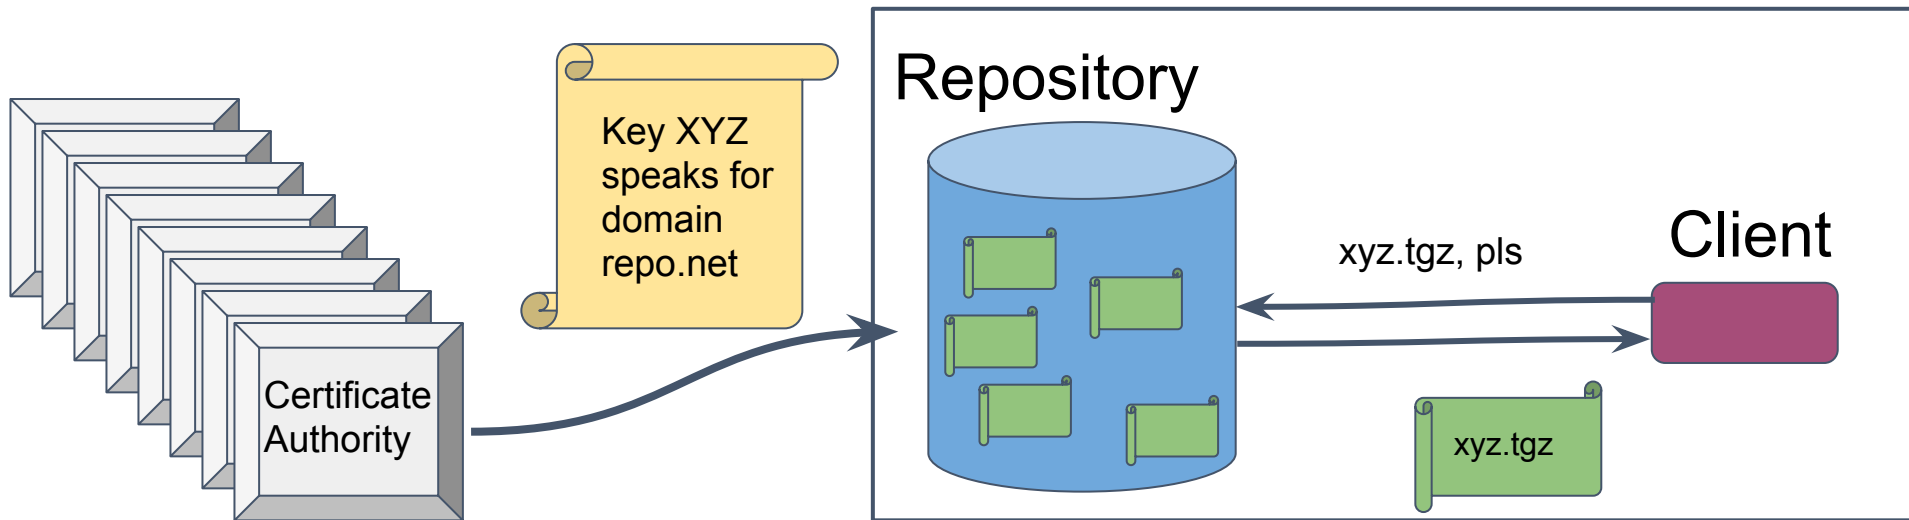 Certificate
Authority
Key XYZ
speaks for
domain
repo.net
Repository
xyz.tgz, pls
Client
xyz.tgz